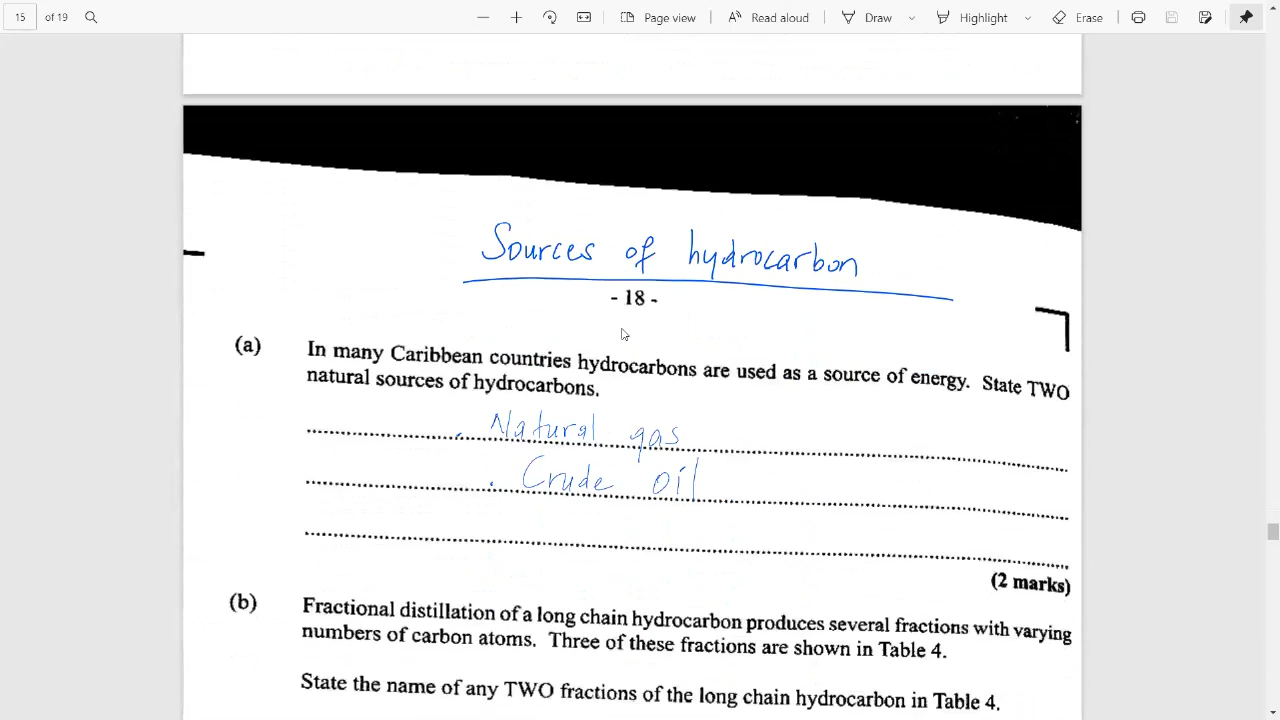 15 of 19 Page view Read aloud Draw Highlight Erase
Sources of hydrocarbon
- 18 -
(a) In many Caribbean countries hydrocarbons are used as a source of energy. State TWO
natural sources of hydrocarbons.
. Natural gas
. Crude oil
(2 marks)
(b) Fractional distillation of a long chain hydrocarbon produces several fractions with varying
numbers of carbon atoms. Three of these fractions are shown in Table 4.
State the name of any TWO fractions of the long chain hydrocarbon in Table 4.